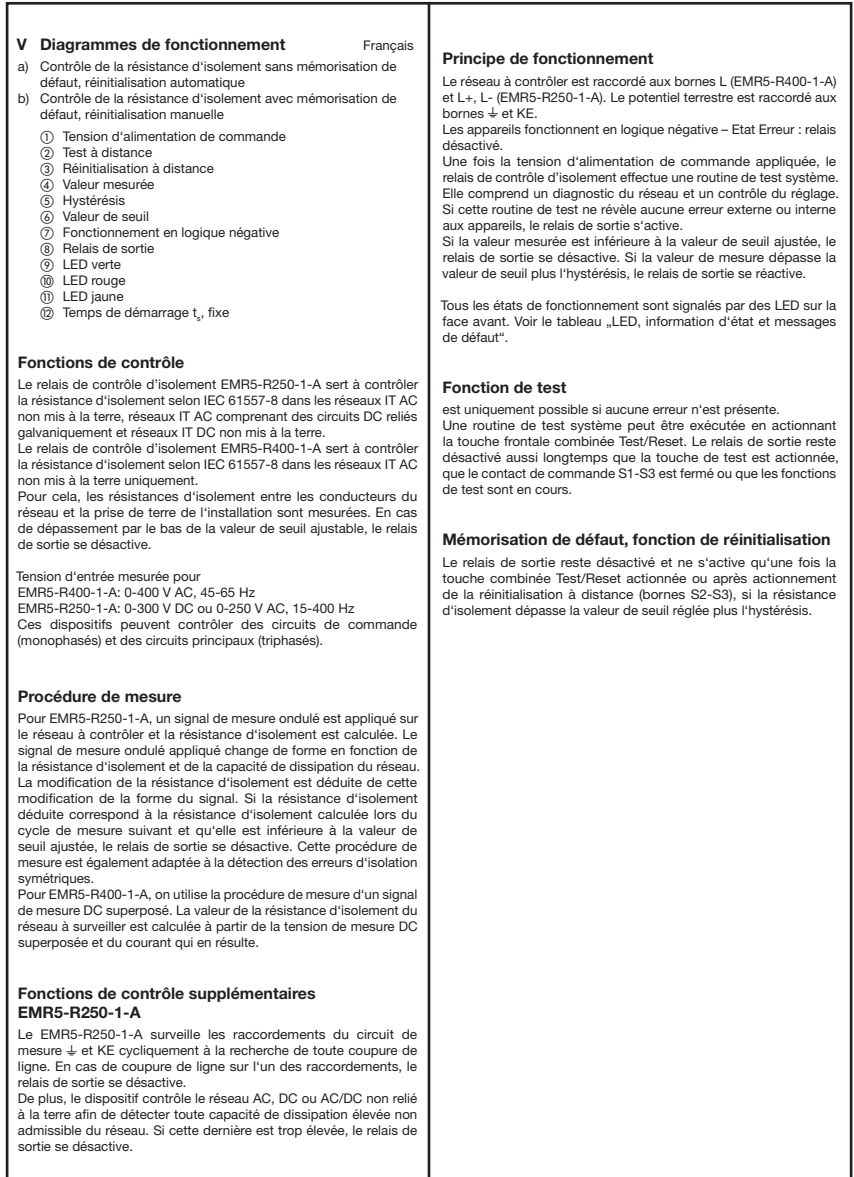 V Diagrammes de fonctionnement Français
a) Contrôle de la résistance d‘isolement sans mémorisation de
défaut, réinitialisation automatique
b) Contrôle de la résistance d‘isolement avec mémorisation de
défaut, réinitialisation manuelle
① Tension d‘alimentation de commande
② Test à distance
③ Réinitialisation à distance
④ Valeur mesurée
⑤ Hystérésis
⑥ Valeur de seuil
⑦ Fonctionnement en logique négative
⑧ Relais de sortie
⑨ LED verte
⑩ LED rouge
⑪ LED jaune
⑫ Temps de démarrage ts, fixe
Fonctions de contrôle
Le relais de contrôle d’isolement EMR5-R250-1-A sert à contrôler
la résistance d‘isolement selon IEC 61557-8 dans les réseaux IT AC
non mis à la terre, réseaux IT AC comprenant des circuits DC reliés
galvaniquement et réseaux IT DC non mis à la terre.
Le relais de contrôle d’isolement EMR5-R400-1-A sert à contrôler
la résistance d‘isolement selon IEC 61557-8 dans les réseaux IT AC
non mis à la terre uniquement.
Pour cela, les résistances d‘isolement entre les conducteurs du
réseau et la prise de terre de l‘installation sont mesurées. En cas
de dépassement par le bas de la valeur de seuil ajustable, le relais
de sortie se désactive.
Tension d‘entrée mesurée pour
EMR5-R400-1-A: 0-400 V AC, 45-65 Hz
EMR5-R250-1-A: 0-300 V DC ou 0-250 V AC, 15-400 Hz
Ces dispositifs peuvent contrôler des circuits de commande
(monophasés) et des circuits principaux (triphasés).
Procédure de mesure
Pour EMR5-R250-1-A, un signal de mesure ondulé est appliqué sur
le réseau à contrôler et la résistance d‘isolement est calculée. Le
signal de mesure ondulé appliqué change de forme en fonction de
la résistance d‘isolement et de la capacité de dissipation du réseau.
La modification de la résistance d‘isolement est déduite de cette
modification de la forme du signal. Si la résistance d‘isolement
déduite correspond à la résistance d‘isolement calculée lors du
cycle de mesure suivant et qu‘elle est inférieure à la valeur de
seuil ajustée, le relais de sortie se désactive. Cette procédure de
mesure est également adaptée à la détection des erreurs d‘isolation
symétriques.
Pour EMR5-R400-1-A, on utilise la procédure de mesure d‘un signal
de mesure DC superposé. La valeur de la résistance d‘isolement du
réseau à surveiller est calculée à partir de la tension de mesure DC
superposée et du courant qui en résulte.
Fonctions de contrôle supplémentaires
EMR5-R250-1-A
Le EMR5-R250-1-A surveille les raccordements du circuit de
mesure ⏚ et KE cycliquement à la recherche de toute coupure de
ligne. En cas de coupure de ligne sur l‘un des raccordements, le
relais de sortie se désactive.
De plus, le dispositif contrôle le réseau AC, DC ou AC/DC non relié
à la terre afin de détecter toute capacité de dissipation élevée non
admissible du réseau. Si cette dernière est trop élevée, le relais de
sortie se désactive.
Principe de fonctionnement
Le réseau à contrôler est raccordé aux bornes L (EMR5-R400-1-A)
et L+, L- (EMR5-R250-1-A). Le potentiel terrestre est raccordé aux
bornes ⏚ et KE.
Les appareils fonctionnent en logique négative – Etat Erreur : relais
désactivé.
Une fois la tension d‘alimentation de commande appliquée, le
relais de contrôle d’isolement effectue une routine de test système.
Elle comprend un diagnostic du réseau et un contrôle du réglage.
Si cette routine de test ne révèle aucune erreur externe ou interne
aux appareils, le relais de sortie s‘active.
Si la valeur mesurée est inférieure à la valeur de seuil ajustée, le
relais de sortie se désactive. Si la valeur de mesure dépasse la
valeur de seuil plus l‘hystérésis, le relais de sortie se réactive.
Tous les états de fonctionnement sont signalés par des LED sur la
face avant. Voir le tableau „LED, information d‘état et messages
de défaut“.
Fonction de test
est uniquement possible si aucune erreur n‘est présente.
Une routine de test système peut être exécutée en actionnant
la touche frontale combinée Test/Reset. Le relais de sortie reste
désactivé aussi longtemps que la touche de test est actionnée,
que le contact de commande S1-S3 est fermé ou que les fonctions
de test sont en cours.
Mémorisation de défaut, fonction de réinitialisation
Le relais de sortie reste désactivé et ne s‘active qu‘une fois la
touche combinée Test/Reset actionnée ou après actionnement
de la réinitialisation à distance (bornes S2-S3), si la résistance
d‘isolement dépasse la valeur de seuil réglée plus l‘hystérésis.